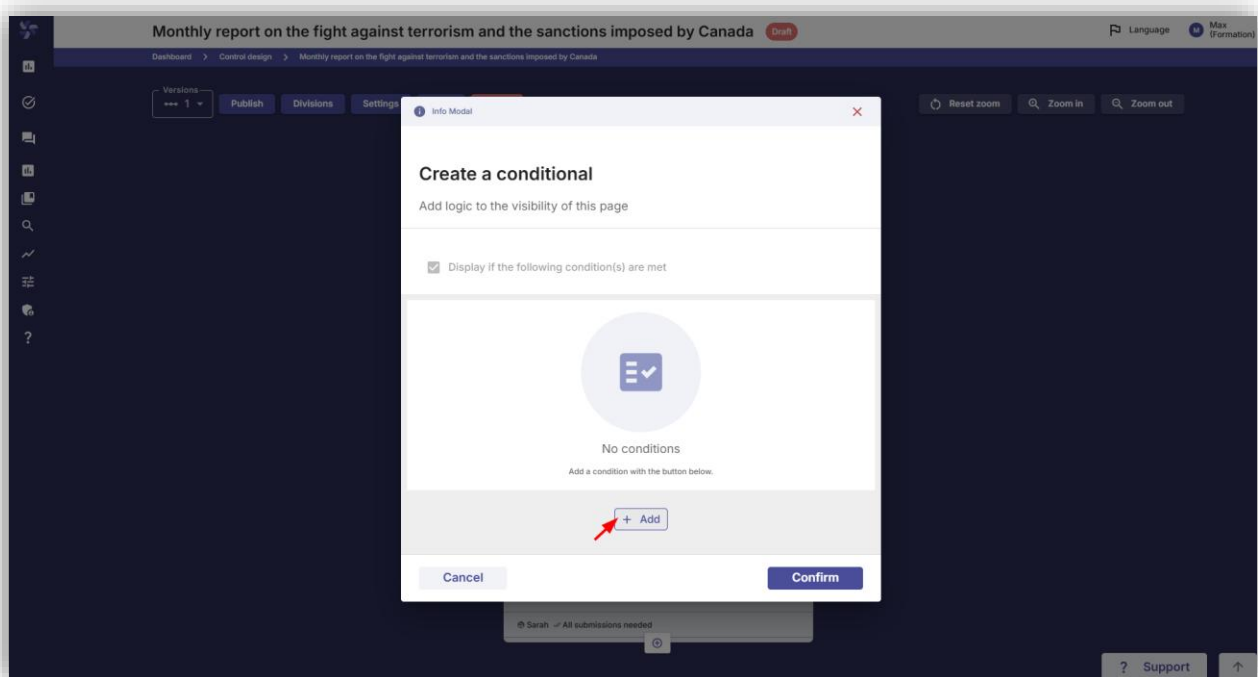 Monthly report on the fight against terrorism and the sanctions imposed by Canada Draft
Language
M Max
(Formation)
Dashboard > Control design > Monthly report on the fight against terrorism and the sanctions imposed by Canada
Versions
1
Publish
Divisions
Settings
Reset zoom
Zoom in
Zoom out
Info Modal
Create a conditional
Add logic to the visibility of this page
Display if the following condition(s) are met
No conditions
Add a condition with the button below.
+ Add
Cancel
Confirm
Sarah All submissions needed
? Support